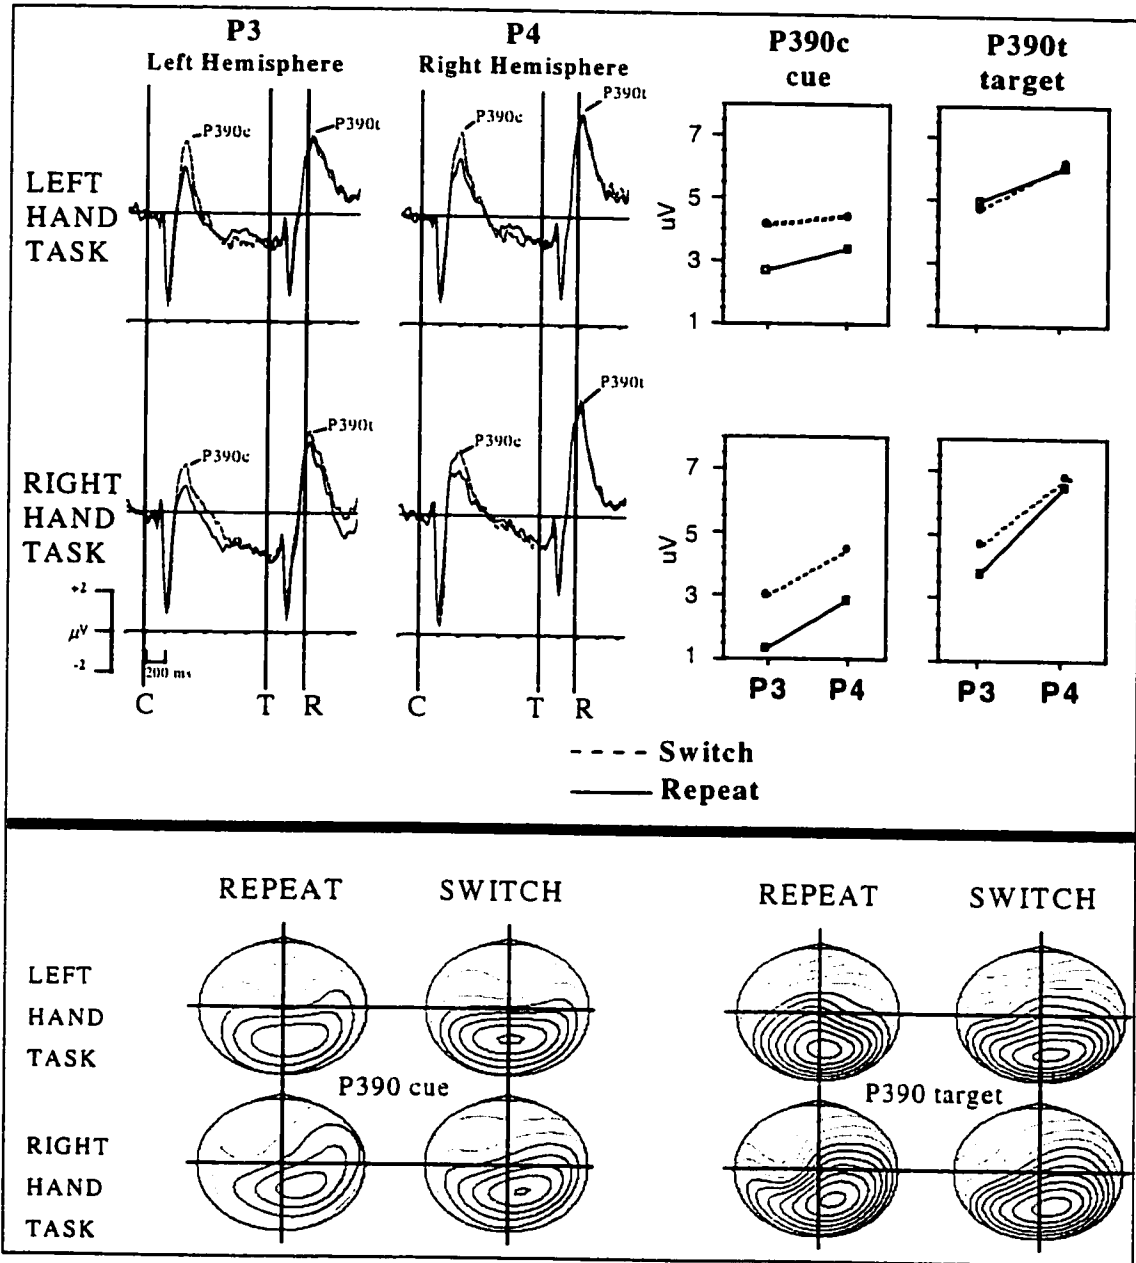 P3
Left Hemisphere
P4
Right Hemisphere
P390c
cue
P390t
target
LEFT
HAND
TASK
P390c
P390t
P390c
P390t
uV
7
5
3
1
RIGHT
HAND
TASK
P390c
P390t
P390c
P390t
uV
7
5
3
1
P3
P4
P3
P4
+2
μV
-2
200 ms
C
T
R
C
T
R
Switch
Repeat
REPEAT
SWITCH
REPEAT
SWITCH
LEFT
HAND
TASK
P390 cue
P390 target
RIGHT
HAND
TASK